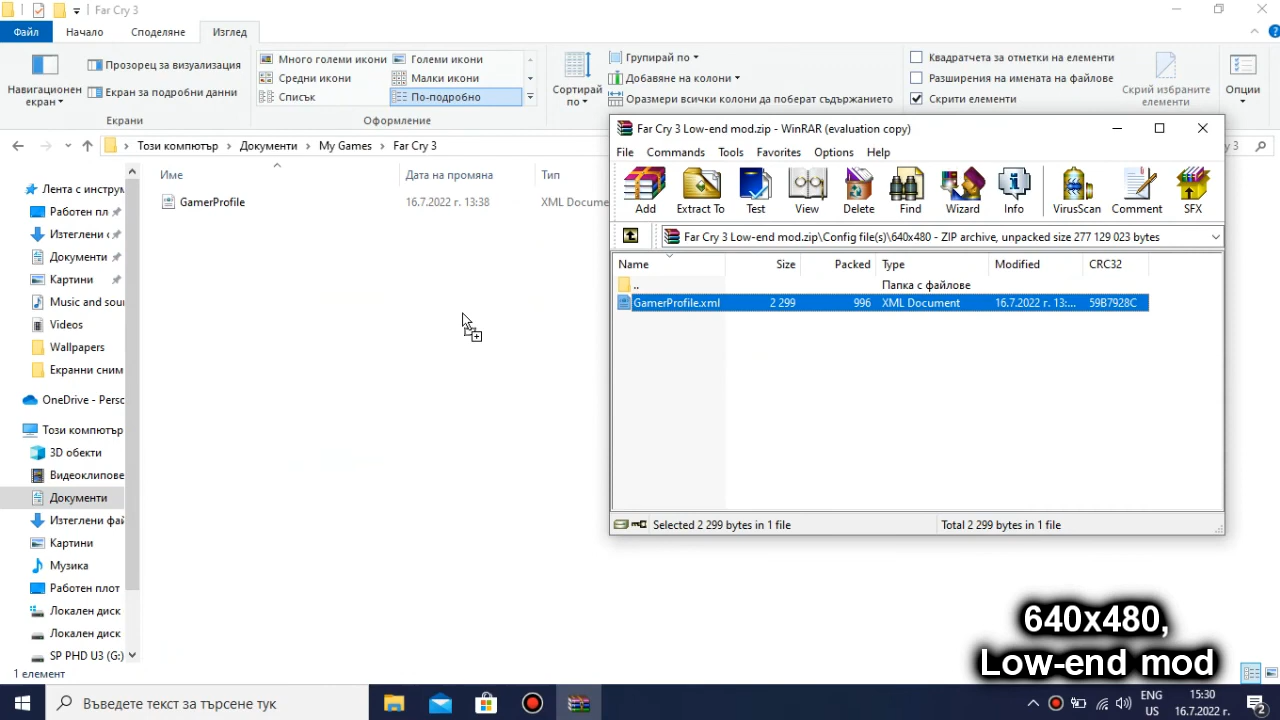 Far Cry 3
Файл Начало Споделяне Изглед
Навигационен екран
Прозорец за визуализация
Екран за подробни данни
Екрани
Много големи икони
Големи икони
Средни икони
Малки икони
Списък
По-подробно
Оформление
Сортирай по
Групирай по
Добавяне на колони
Оразмери всички колони да поберат съдържанието
Квадратчета за отметки на елементи
Разширения на имената на файлове
Скрити елементи
Скрий избраните елементи
Опции
Този компютър > Документи > My Games > Far Cry 3
у 3
Име Дата на промяна Тип
GamerProfile 16.7.2022 г. 13:38 XML Docume
Лента с инструм
Работен пл
Изтеглени
Документи
Картини
Music and sou
Videos
Wallpapers
Екранни сним
OneDrive - Persc
Този компютър
3D обекти
Видеоклипове
Документи
Изтеглени фай
Картини
Музика
Работен плот
Локален диск
Локален диск
SP PHD U3 (G:)
1 елемент
Far Cry 3 Low-end mod.zip - WinRAR (evaluation copy)
File Commands Tools Favorites Options Help
Add Extract To Test View Delete Find Wizard Info VirusScan Comment SFX
Far Cry 3 Low-end mod.zip\Config file(s)\640x480 - ZIP archive, unpacked size 277 129 023 bytes
Name Size Packed Type Modified CRC32
.. Папка с файлове
GamerProfile.xml 2 299 996 XML Document 16.7.2022 г. 13:... 59B7928C
Selected 2 299 bytes in 1 file
Total 2 299 bytes in 1 file
640x480,
Low-end mod
Въведете текст за търсене тук
ENG
US
15:30
16.7.2022 г.
2